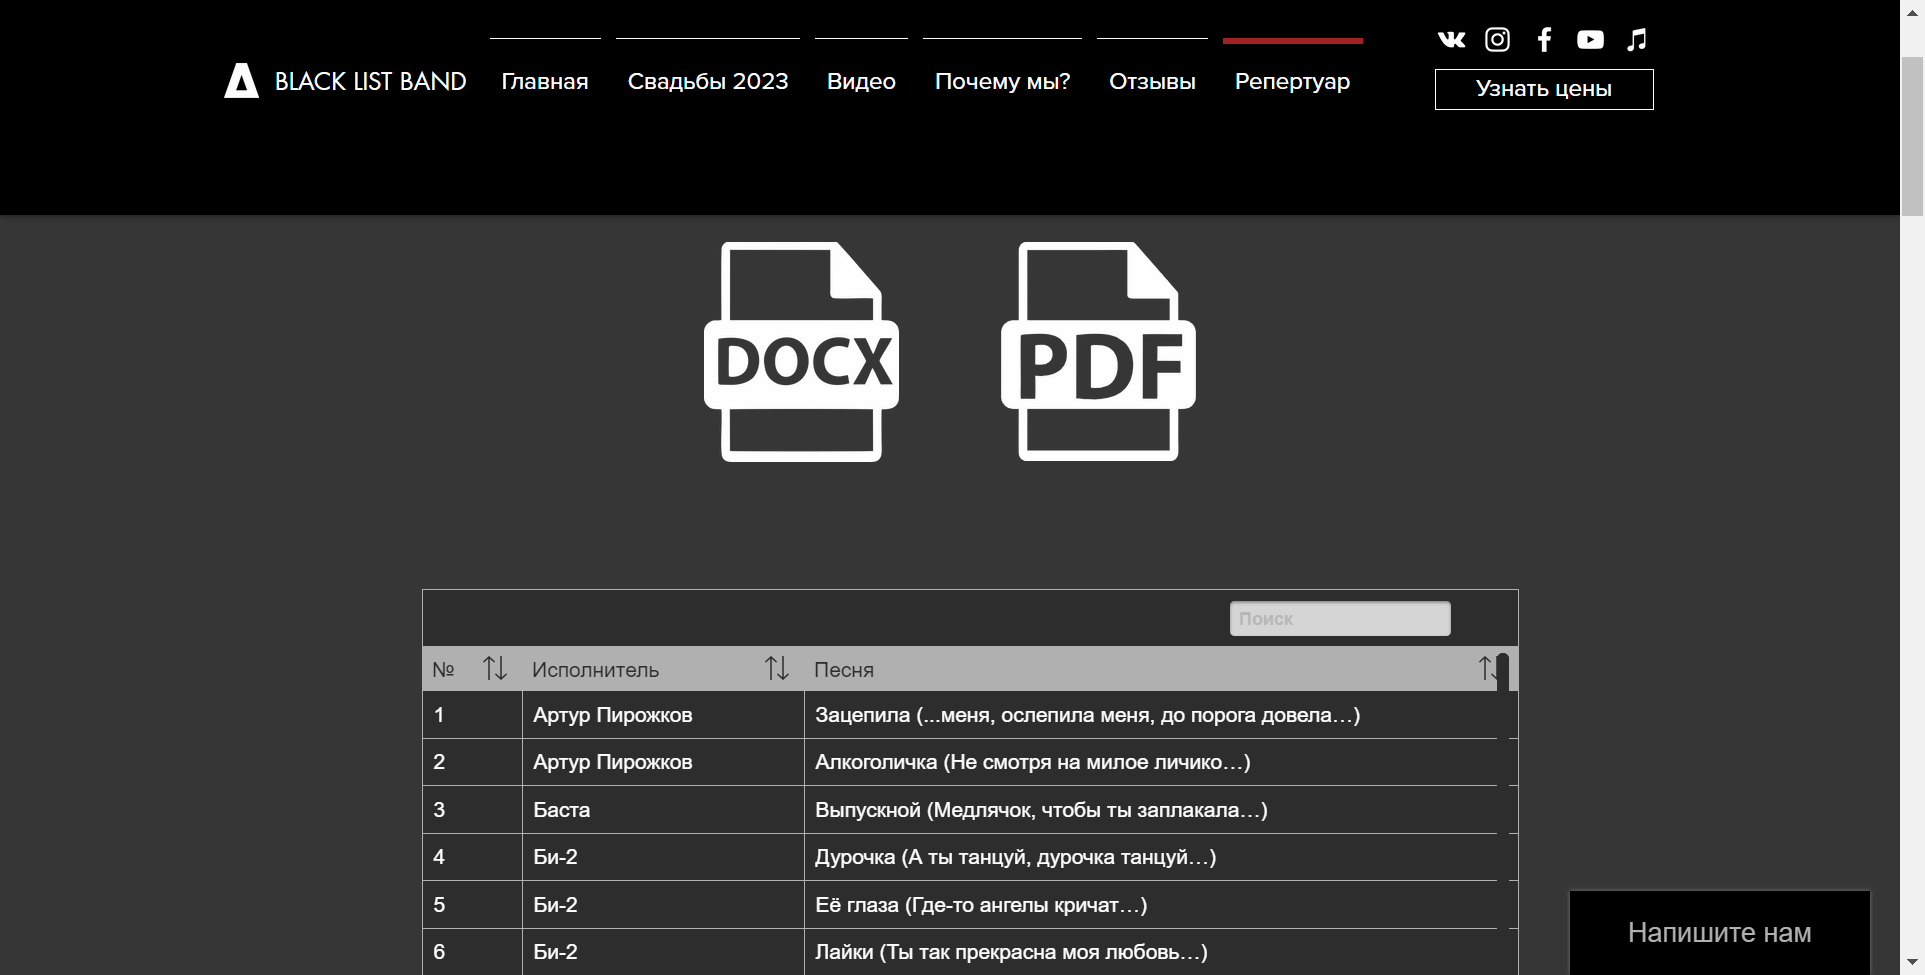 BLACK LIST BAND
Главная
Свадьбы 2023
Видео
Почему мы?
Отзывы
Репертуар
Узнать цены
DOCX
PDF
Поиск
№ Исполнитель Песня
1 Артур Пирожков Зацепила (...меня, ослепила меня, до порога довела…)
2 Артур Пирожков Алкоголичка (Не смотря на милое личико…)
3 Баста Выпускной (Медлячок, чтобы ты заплакала…)
4 Би-2 Дурочка (А ты танцуй, дурочка танцуй…)
5 Би-2 Её глаза (Где-то ангелы кричат…)
6 Би-2 Лайки (Ты так прекрасна моя любовь…)
Напишите нам